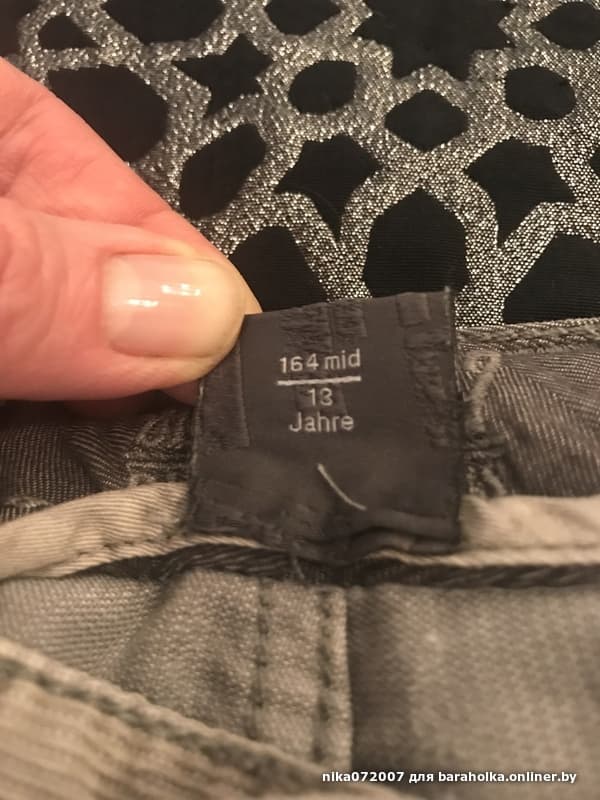 164 mid
13
Jahre
nika072007 для baraholka.onliner.by